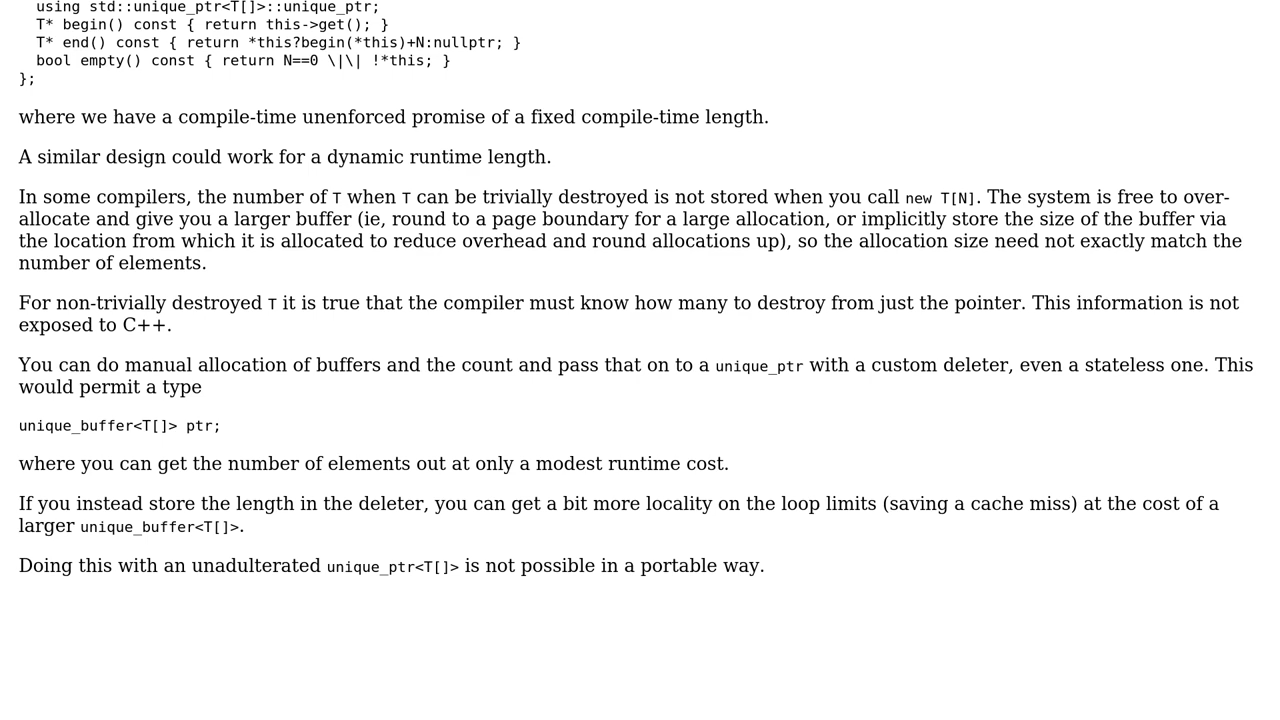 using std::unique_ptr<T[]>::unique_ptr;
T* begin() const { return this->get(); }
T* end() const { return *this?begin(*this)+N:nullptr; }
bool empty() const { return N==0 \|\| !*this; }
};
where we have a compile-time unenforced promise of a fixed compile-time length.
A similar design could work for a dynamic runtime length.
In some compilers, the number of T when T can be trivially destroyed is not stored when you call new T[N]. The system is free to over-
allocate and give you a larger buffer (ie, round to a page boundary for a large allocation, or implicitly store the size of the buffer via
the location from which it is allocated to reduce overhead and round allocations up), so the allocation size need not exactly match the
number of elements.
For non-trivially destroyed T it is true that the compiler must know how many to destroy from just the pointer. This information is not
exposed to C++.
You can do manual allocation of buffers and the count and pass that on to a unique_ptr with a custom deleter, even a stateless one. This
would permit a type
unique_buffer<T[]> ptr;
where you can get the number of elements out at only a modest runtime cost.
If you instead store the length in the deleter, you can get a bit more locality on the loop limits (saving a cache miss) at the cost of a
larger unique_buffer<T[]>.
Doing this with an unadulterated unique_ptr<T[]> is not possible in a portable way.